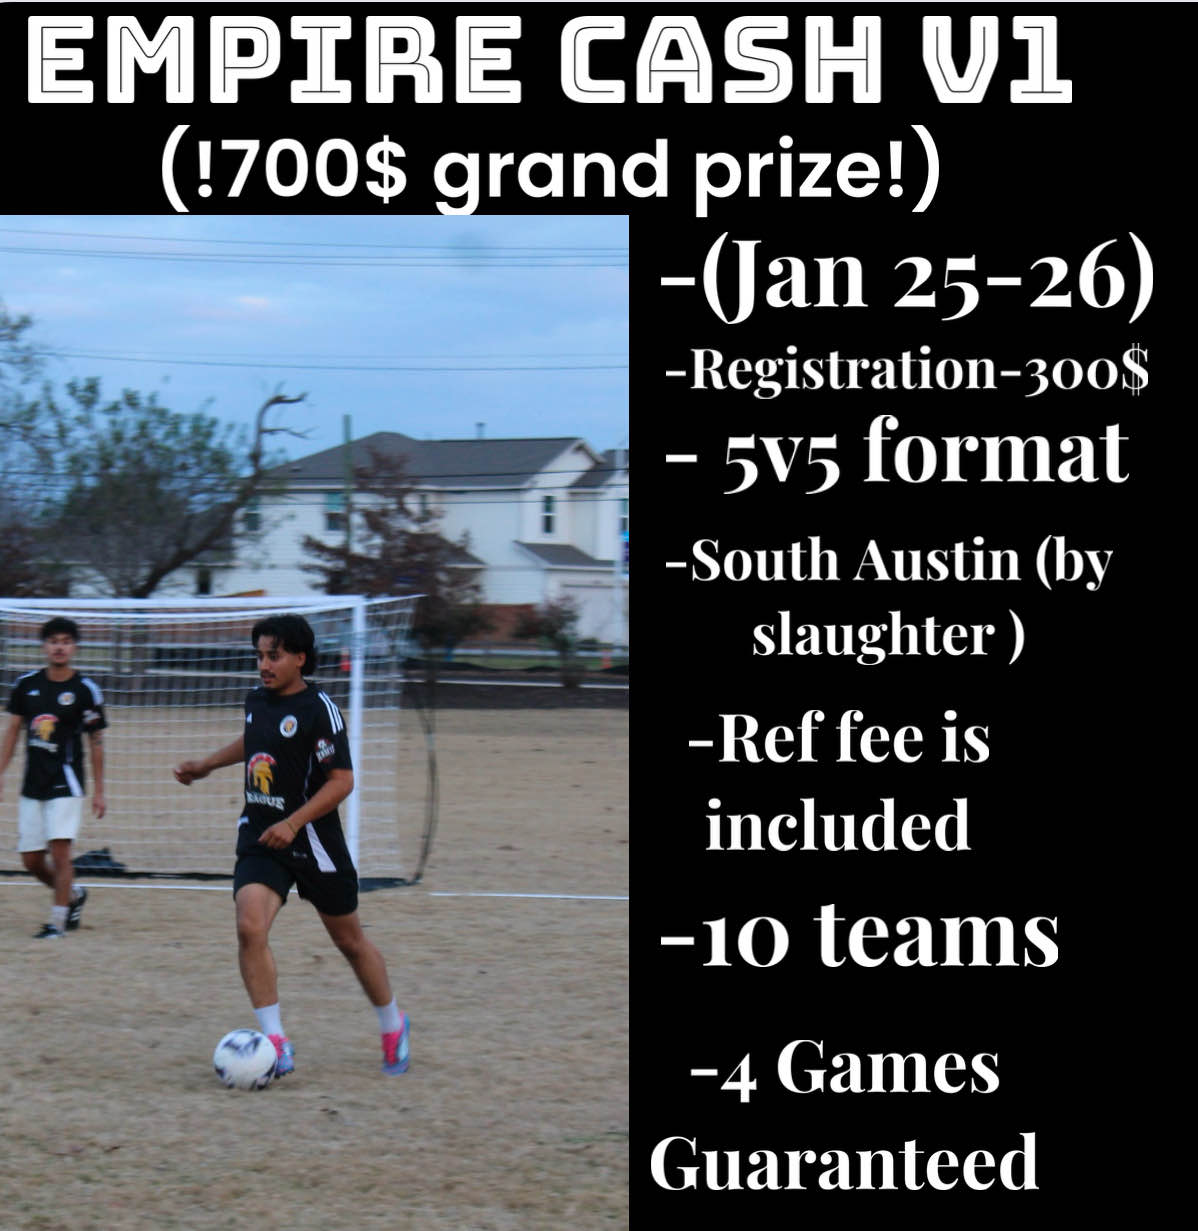 EMPIRE CASH V1
(!700$ grand prize!)
-(Jan 25-26)
-Registration-300$
- 5v5 format
-South Austin (by
slaughter )
-Ref fee is
included
-10 teams
-4 Games
Guaranteed